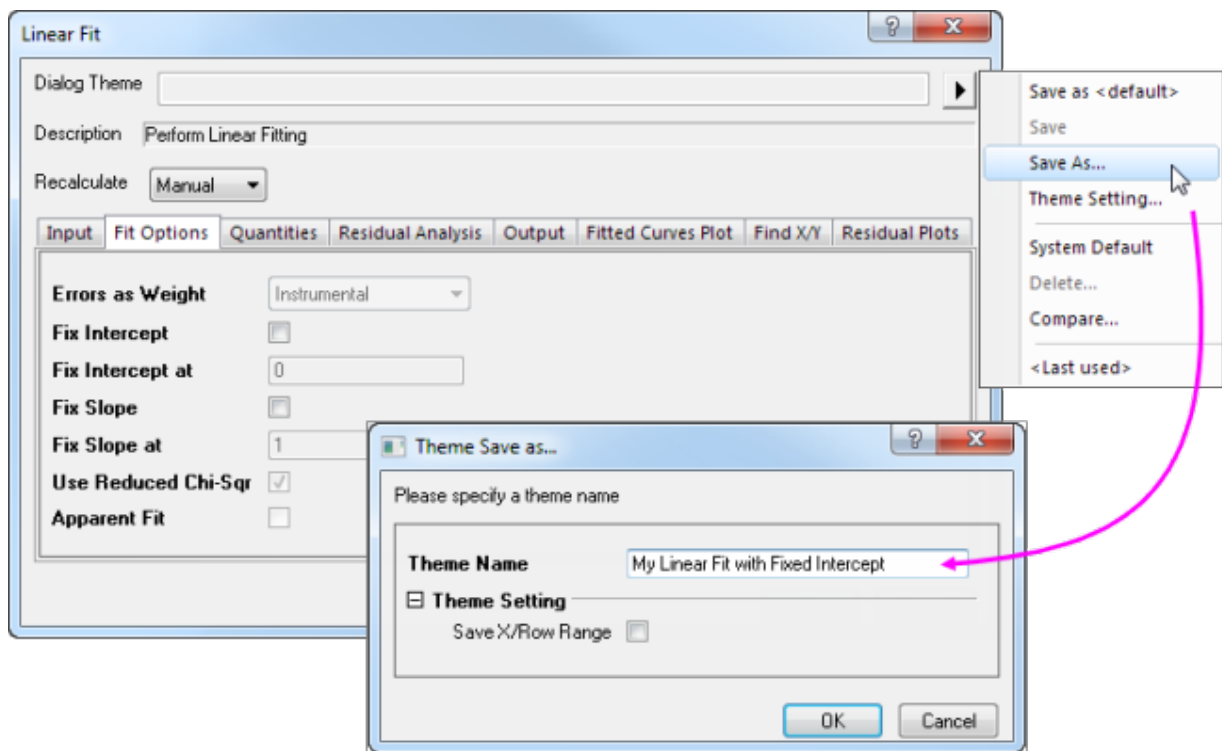 Linear Fit
Dialog Theme
Description Perform Linear Fitting
Recalculate Manual
Input Fit Options Quantities Residual Analysis Output Fitted Curves Plot Find X/Y Residual Plots
Errors as Weight Instrumental
Fix Intercept
Fix Intercept at 0
Fix Slope
Fix Slope at 1
Use Reduced Chi-Sqr
Apparent Fit
Save as <default>
Save
Save As...
Theme Setting...
System Default
Delete...
Compare...
<Last used>
Theme Save as...
Please specify a theme name
Theme Name My Linear Fit with Fixed Intercept
Theme Setting
Save X/Row Range
OK Cancel